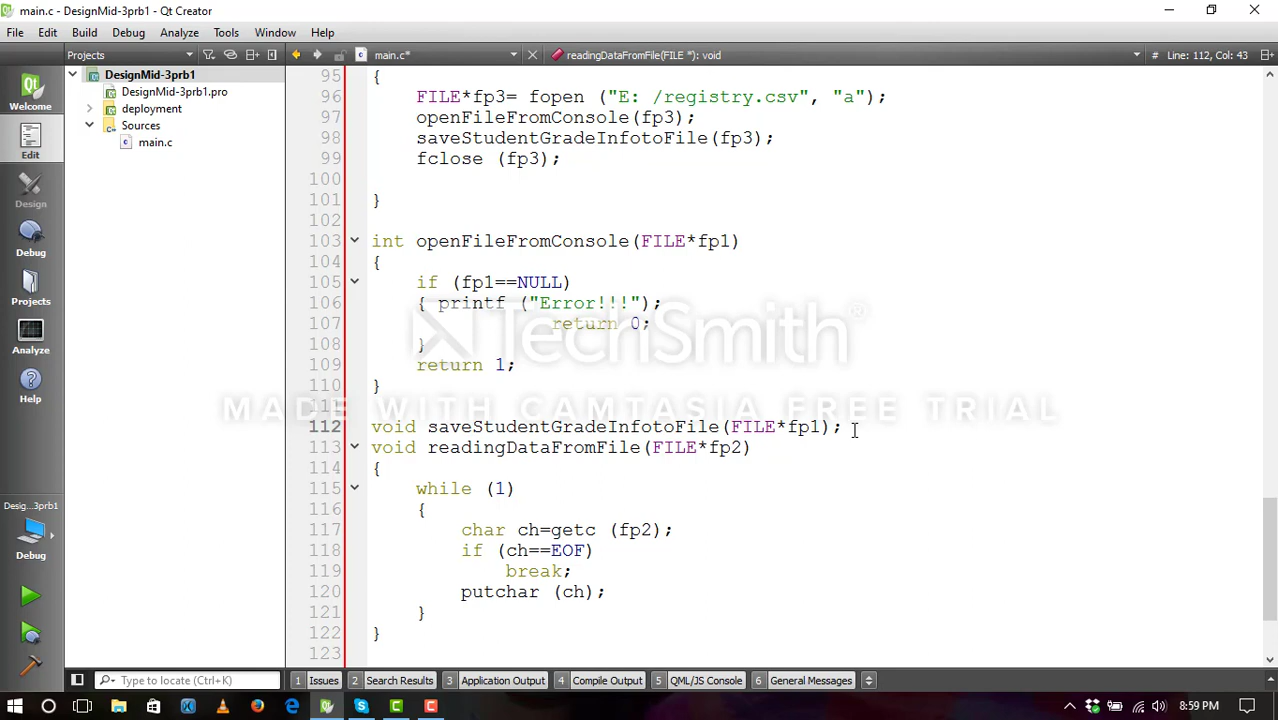 main.c - DesignMid-3prb1 - Qt Creator
File Edit Build Debug Analyze Tools Window Help
Projects main.c* readingDataFromFile(FILE *): void # Line: 112, Col: 43
DesignMid-3prb1
DesignMid-3prb1.pro
deployment
Sources
main.c
Welcome
Edit
Design
Debug
Projects
Analyze
Help
Desig...3prb1
Debug
95 {
96 FILE*fp3= fopen ("E: /registry.csv", "a");
97 openFileFromConsole(fp3);
98 saveStudentGradeInfotoFile(fp3);
99 fclose (fp3);
100
101 }
102
103 int openFileFromConsole(FILE*fp1)
104 {
105 if (fp1==NULL)
106 { printf ("Error!!!");
107 return 0;
108 }
109 return 1;
110 }
111
112 void saveStudentGradeInfotoFile(FILE*fp1);
113 void readingDataFromFile(FILE*fp2)
114 {
115 while (1)
116 {
117 char ch=getc (fp2);
118 if (ch==EOF)
119 break;
120 putchar (ch);
121 }
122 }
123
TechSmith®
MADE WITH CAMTASIA FREE TRIAL
Type to locate (Ctrl+K) 1 Issues 2 Search Results 3 Application Output 4 Compile Output 5 QML/JS Console 6 General Messages
8:59 PM